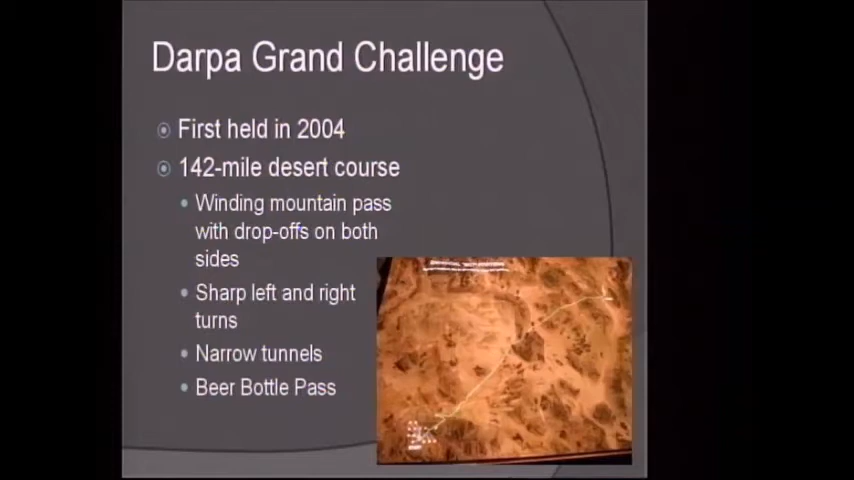 Darpa Grand Challenge
First held in 2004
142-mile desert course
Winding mountain pass
with drop-offs on both
sides
Sharp left and right
turns
Narrow tunnels
Beer Bottle Pass